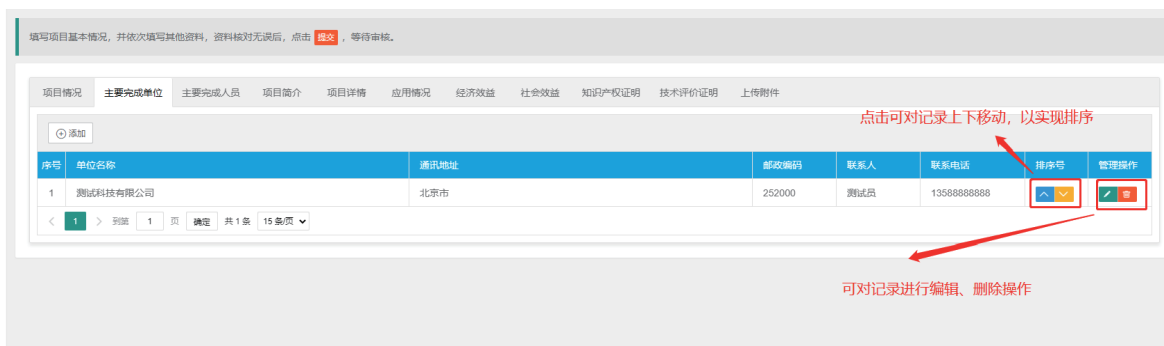 填写项目基本情况，并依次填写其他资料，资料核对无误后，点击 提交 ，等待审核。
项目情况 主要完成单位 主要完成人员 项目简介 项目详情 应用情况 经济效益 社会效益 知识产权证明 技术评价证明 上传附件
点击可对记录上下移动，以实现排序
添加
序号 单位名称 通讯地址 邮政编码 联系人 联系电话 排序号 管理操作
1 测试科技有限公司 北京市 252000 测试员 13588888888
1 到第 1 页 确定 共 1 条 15 条/页
可对记录进行编辑、删除操作